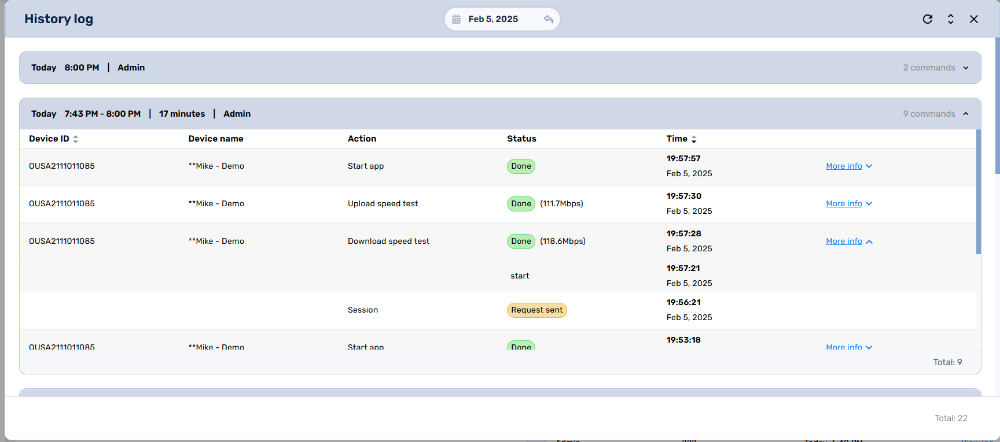 History log
Feb 5, 2025
Today 8:00 PM | Admin
2 commands
Today 7:43 PM - 8:00 PM | 17 minutes | Admin
9 commands
Device ID Device name Action Status Time
OUSA2111011085 **Mike - Demo Start app Done 19:57:57 Feb 5, 2025 More info
OUSA2111011085 **Mike - Demo Upload speed test Done (111.7Mbps) 19:57:30 Feb 5, 2025 More info
OUSA2111011085 **Mike - Demo Download speed test Done (118.6Mbps) 19:57:28 Feb 5, 2025 More info
start 19:57:21 Feb 5, 2025
Session Request sent 19:56:21 Feb 5, 2025
OUSA2111011085 **Mike - Demo Start app Done 19:53:18 More info
Total: 9
Total: 22